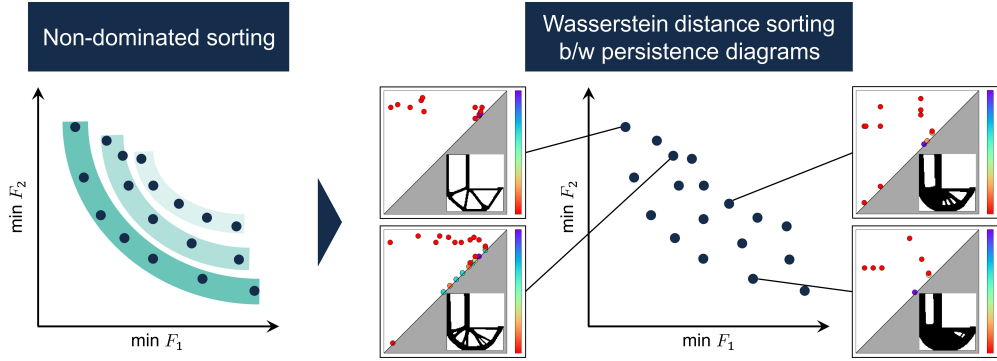 Non-dominated sorting
Wasserstein distance sorting
b/w persistence diagrams
min F₂
min F₁
min F₂
min F₁